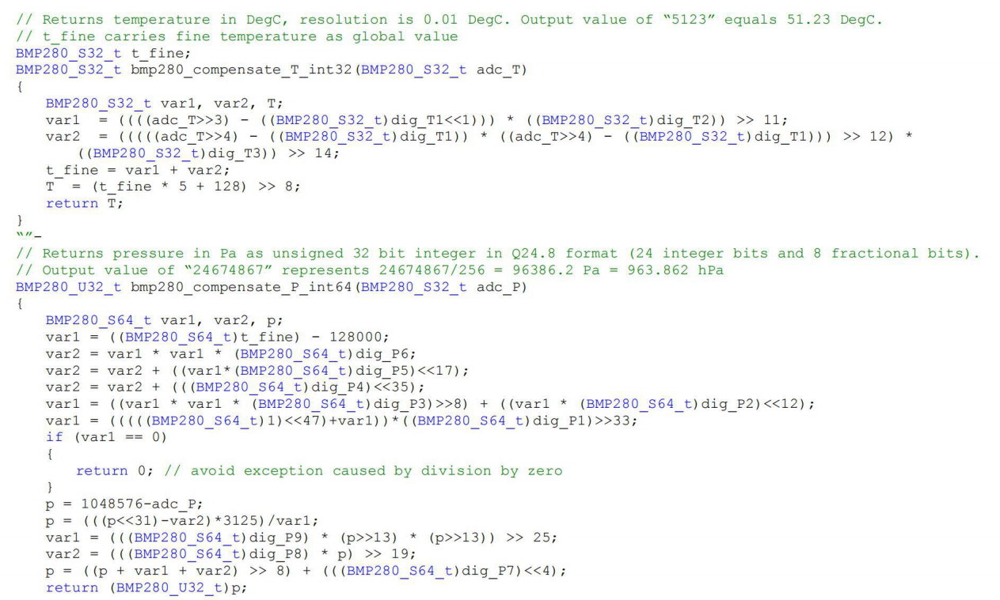 // Returns temperature in DegC, resolution is 0.01 DegC. Output value of “5123” equals 51.23 DegC.
// t_fine carries fine temperature as global value
BMP280_S32_t t_fine;
BMP280_S32_t bmp280_compensate_T_int32(BMP280_S32_t adc_T)
{
BMP280_S32_t var1, var2, T;
var1 = ((((adc_T>>3) - ((BMP280_S32_t)dig_T1<<1))) * ((BMP280_S32_t)dig_T2)) >> 11;
var2 = (((((adc_T>>4) - ((BMP280_S32_t)dig_T1)) * ((adc_T>>4) - ((BMP280_S32_t)dig_T1))) >> 12) *
((BMP280_S32_t)dig_T3)) >> 14;
t_fine = var1 + var2;
T = (t_fine * 5 + 128) >> 8;
return T;
}
“”-
// Returns pressure in Pa as unsigned 32 bit integer in Q24.8 format (24 integer bits and 8 fractional bits).
// Output value of “24674867” represents 24674867/256 = 96386.2 Pa = 963.862 hPa
BMP280_U32_t bmp280_compensate_P_int64(BMP280_S32_t adc_P)
{
BMP280_S64_t var1, var2, p;
var1 = ((BMP280_S64_t)t_fine) - 128000;
var2 = var1 * var1 * (BMP280_S64_t)dig_P6;
var2 = var2 + ((var1*(BMP280_S64_t)dig_P5)<<17);
var2 = var2 + (((BMP280_S64_t)dig_P4)<<35);
var1 = ((var1 * var1 * (BMP280_S64_t)dig_P3)>>8) + ((var1 * (BMP280_S64_t)dig_P2)<<12);
var1 = (((((BMP280_S64_t)1)<<47)+var1))*((BMP280_S64_t)dig_P1)>>33;
if (var1 == 0)
{
return 0; // avoid exception caused by division by zero
}
p = 1048576-adc_P;
p = (((p<<31)-var2)*3125)/var1;
var1 = (((BMP280_S64_t)dig_P9) * (p>>13) * (p>>13)) >> 25;
var2 = (((BMP280_S64_t)dig_P8) * p) >> 19;
p = ((p + var1 + var2) >> 8) + (((BMP280_S64_t)dig_P7)<<4);
return (BMP280_U32_t)p;